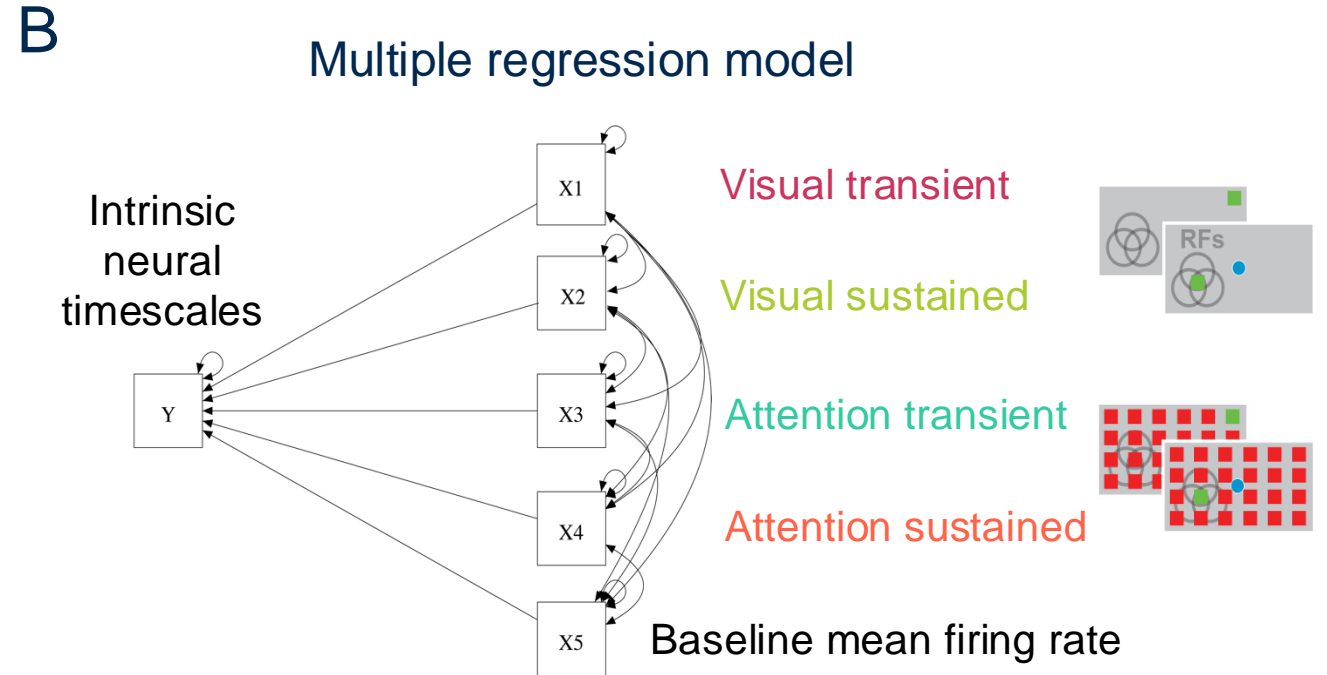 B
Multiple regression model
Intrinsic
neural
timescales
Y
X1
Visual transient
X2
Visual sustained
X3
Attention transient
X4
Attention sustained
X5
Baseline mean firing rate
RFs